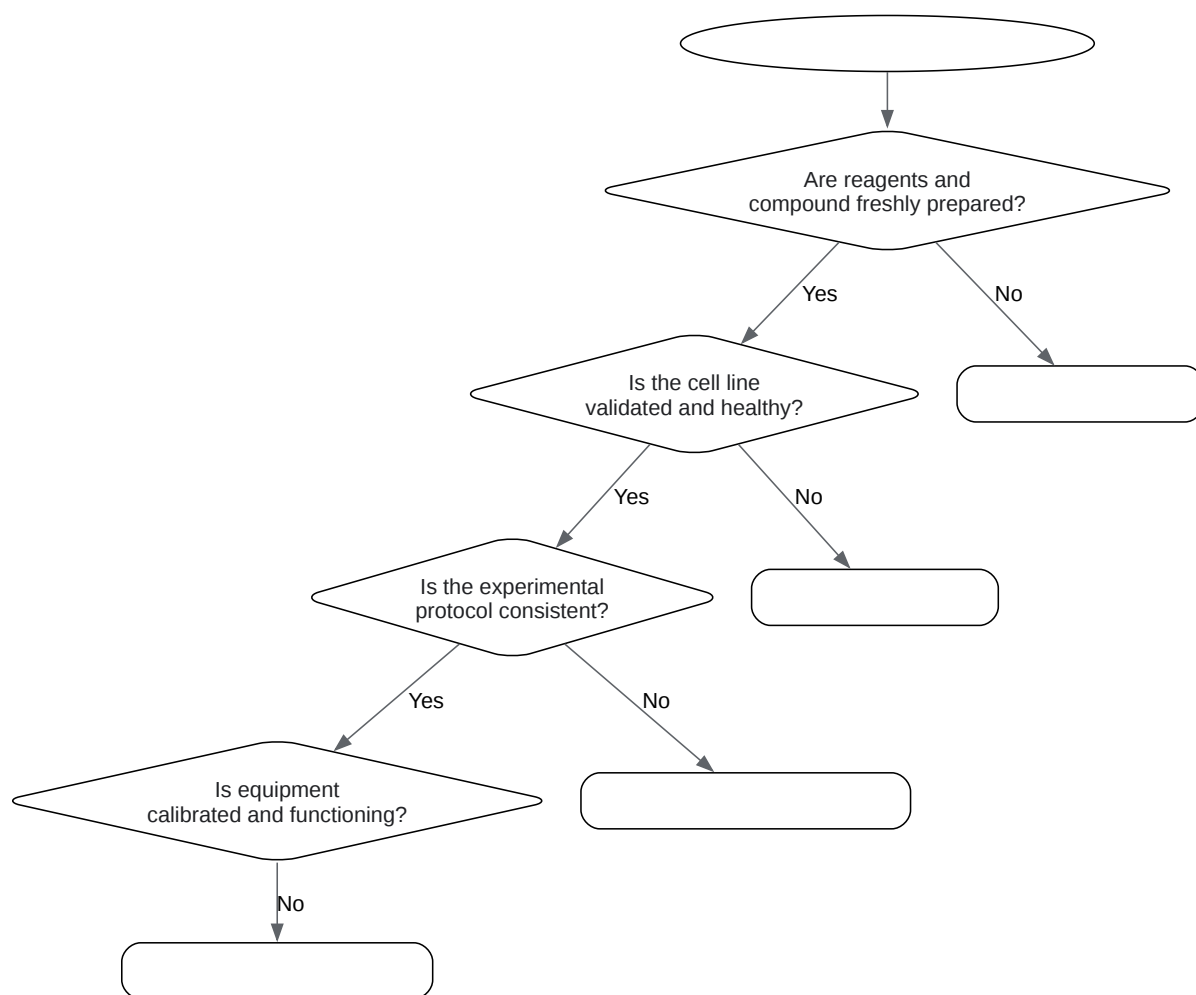 Are reagents and
compound freshly prepared?
Yes
No
Is the cell line
validated and healthy?
Yes
No
Is the experimental
protocol consistent?
Yes
No
Is equipment
calibrated and functioning?
No